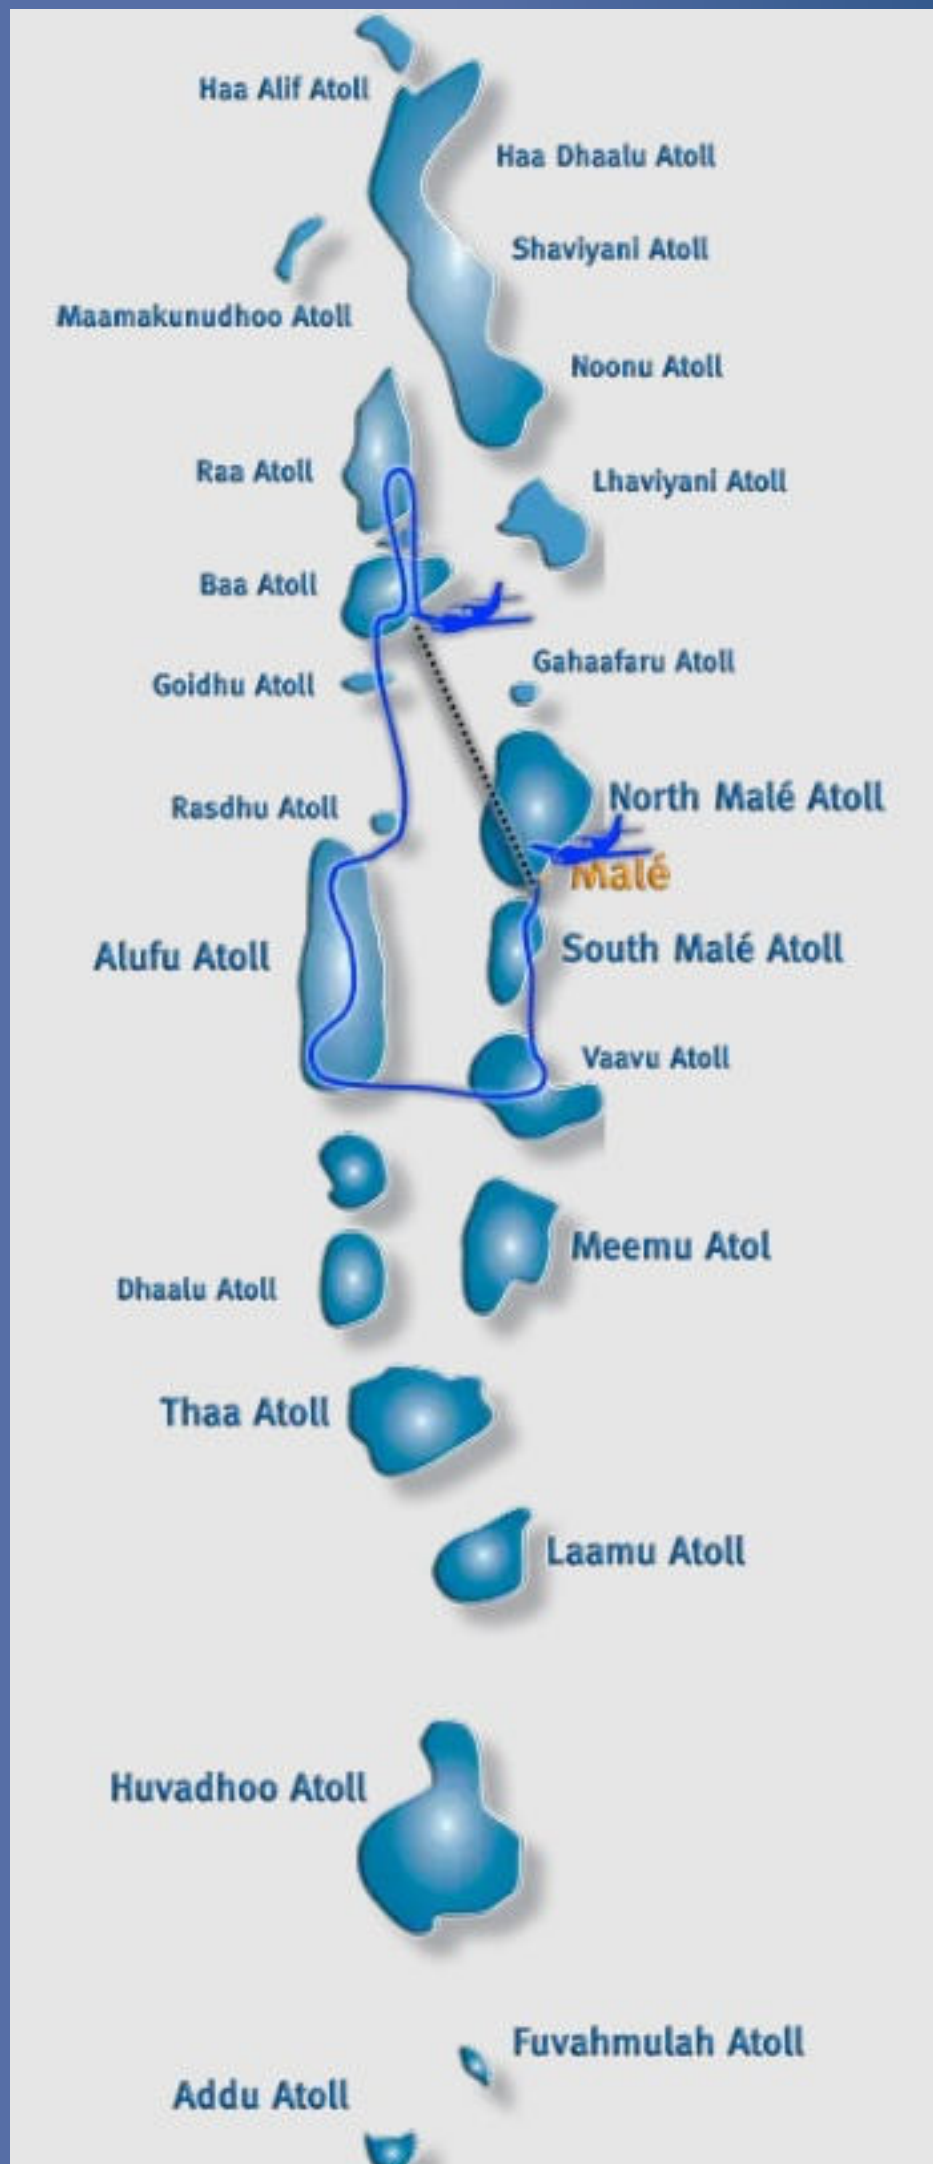 Haa Alif Atoll
Haa Dhaalu Atoll
Shaviyani Atoll
Maamakunudhoo Atoll
Noonu Atoll
Raa Atoll
Lhaviyani Atoll
Baa Atoll
Gahaafaru Atoll
Goidhu Atoll
North Malé Atoll
Rasdhu Atoll
Malé
South Malé Atoll
Alufu Atoll
Vaavu Atoll
Meemu Atol
Dhaalu Atoll
Thaa Atoll
Laamu Atoll
Huvadhoo Atoll
Fuvahmulah Atoll
Addu Atoll